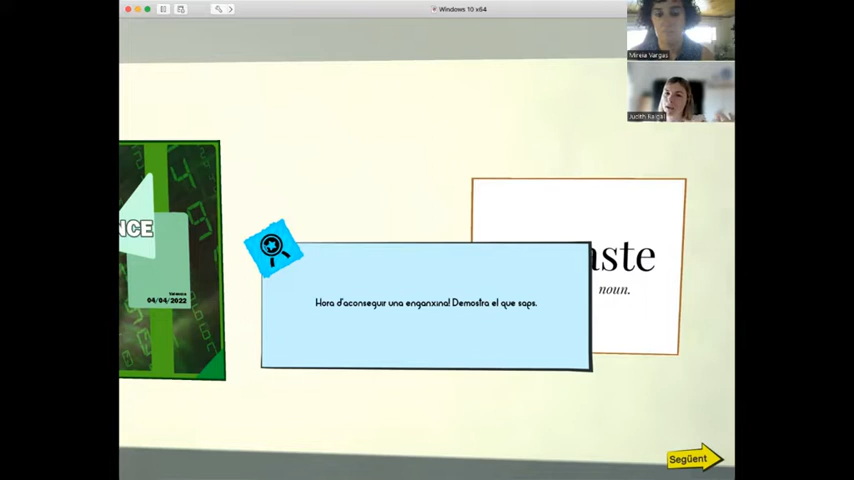 Windows 10 x64
Mireia Vargas
Judith Raigal
NCE
04/04/2022
aste
noun.
Hora d'aconseguir una enganxina! Demostra el que saps.
Següent